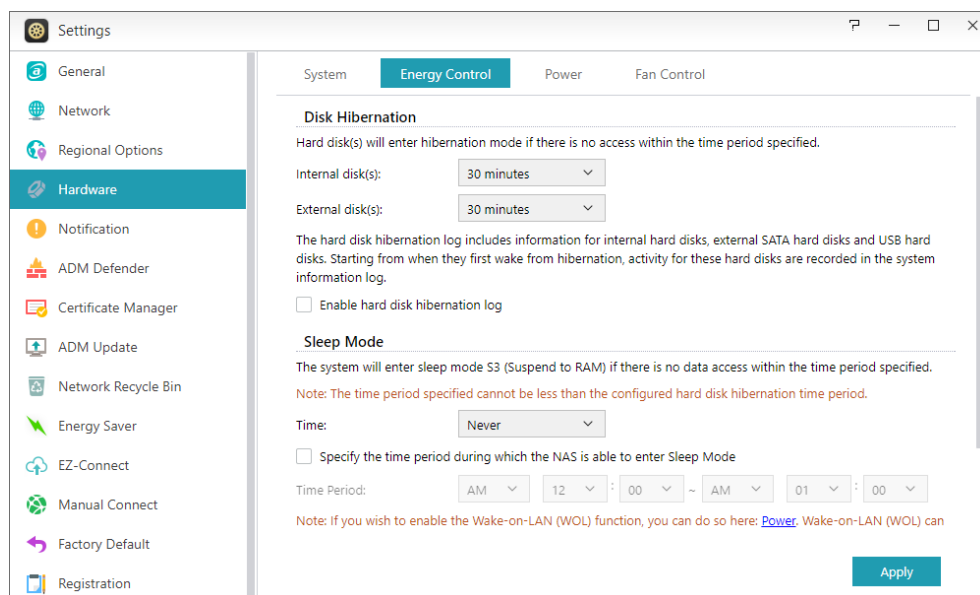 Settings
General
Network
Regional Options
Hardware
Notification
ADM Defender
Certificate Manager
ADM Update
Network Recycle Bin
Energy Saver
EZ-Connect
Manual Connect
Factory Default
Registration
System Energy Control Power Fan Control
Disk Hibernation
Hard disk(s) will enter hibernation mode if there is no access within the time period specified.
Internal disk(s): 30 minutes
External disk(s): 30 minutes
The hard disk hibernation log includes information for internal hard disks, external SATA hard disks and USB hard
disks. Starting from when they first wake from hibernation, activity for these hard disks are recorded in the system
information log.
Enable hard disk hibernation log
Sleep Mode
The system will enter sleep mode S3 (Suspend to RAM) if there is no data access within the time period specified.
Note: The time period specified cannot be less than the configured hard disk hibernation time period.
Time: Never
Specify the time period during which the NAS is able to enter Sleep Mode
Time Period: AM 12 : 00 ~ AM 01 : 00
Note: If you wish to enable the Wake-on-LAN (WOL) function, you can do so here: Power. Wake-on-LAN (WOL) can
Apply